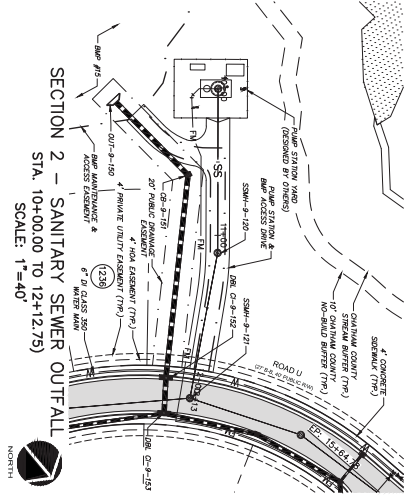 BMP #15
OUT-9-150
PUMP STATION YARD
(DESIGNED BY OTHERS)
PUMP STATION &
BMP ACCESS DRIVE
SSMH-9-120
FM
SS
11+00
FM
CB-9-151
20' PUBLIC DRAINAGE
EASEMENT
BMP MAINTENANCE &
ACCESS EASEMENT
4' PRIVATE UTILITY EASEMENT (TYP.)
4' HOA EASEMENT (TYP.)
1236
6" DI CLASS 350
WATER MAIN
DBL CI-9-152
SSMH-9-121
DBL CI-9-153
ROAD U
CHATHAM COUNTY
STREAM BUFFER (TYP.)
10' CHATHAM COUNTY
NO-BUILD BUFFER (TYP.)
4' CONCRETE
SIDEWALK (TYP.)
SECTION 2 - SANITARY SEWER OUTFALL
STA. 10+00.00 TO 12+12.75)
SCALE: 1"=40'
NORTH